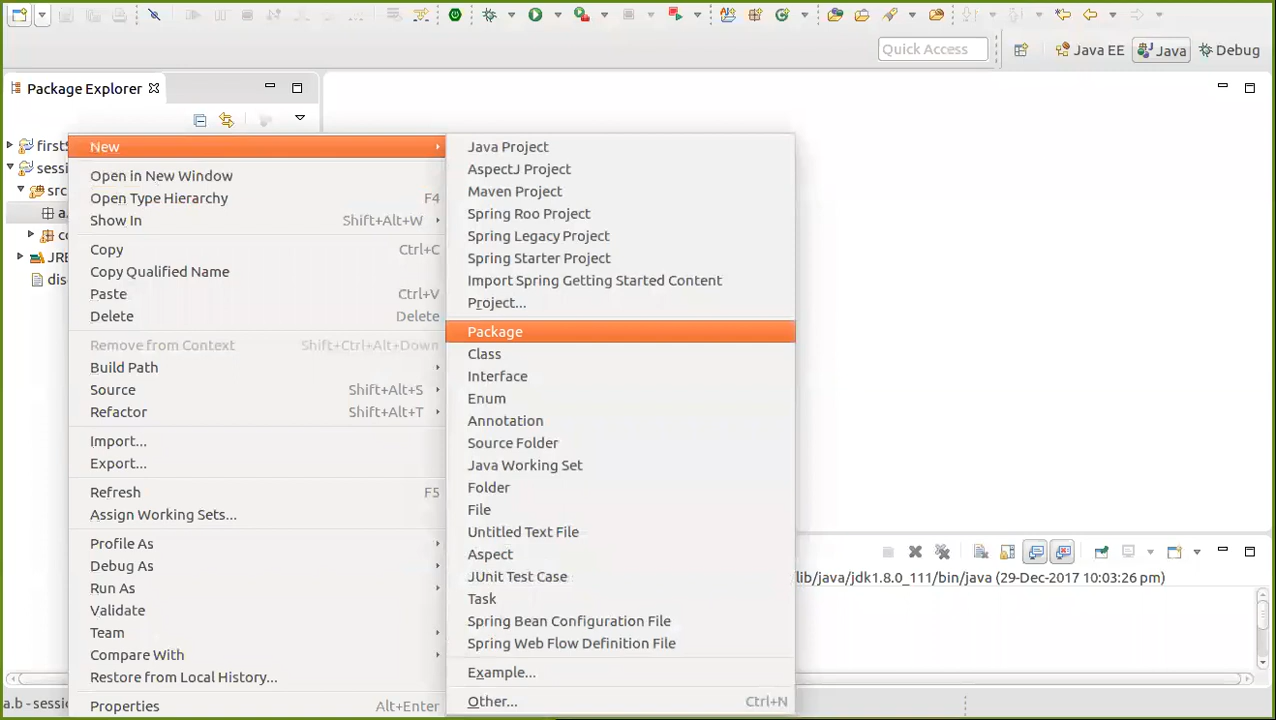 Quick Access
Java EE
Java
Debug
Package Explorer
firstS
sessi
src
a.
co
JRE
dis
New
Open in New Window
Open Type Hierarchy F4
Show In Shift+Alt+W
Copy Ctrl+C
Copy Qualified Name
Paste Ctrl+V
Delete Delete
Remove from Context Shift+Ctrl+Alt+Down
Build Path
Source Shift+Alt+S
Refactor Shift+Alt+T
Import...
Export...
Refresh F5
Assign Working Sets...
Profile As
Debug As
Run As
Validate
Team
Compare With
Restore from Local History...
Properties Alt+Enter
Java Project
AspectJ Project
Maven Project
Spring Roo Project
Spring Legacy Project
Spring Starter Project
Import Spring Getting Started Content
Project...
Package
Class
Interface
Enum
Annotation
Source Folder
Java Working Set
Folder
File
Untitled Text File
Aspect
JUnit Test Case
Task
Spring Bean Configuration File
Spring Web Flow Definition File
Example...
Other... Ctrl+N
lib/java/jdk1.8.0_111/bin/java (29-Dec-2017 10:03:26 pm)
a.b - sessi